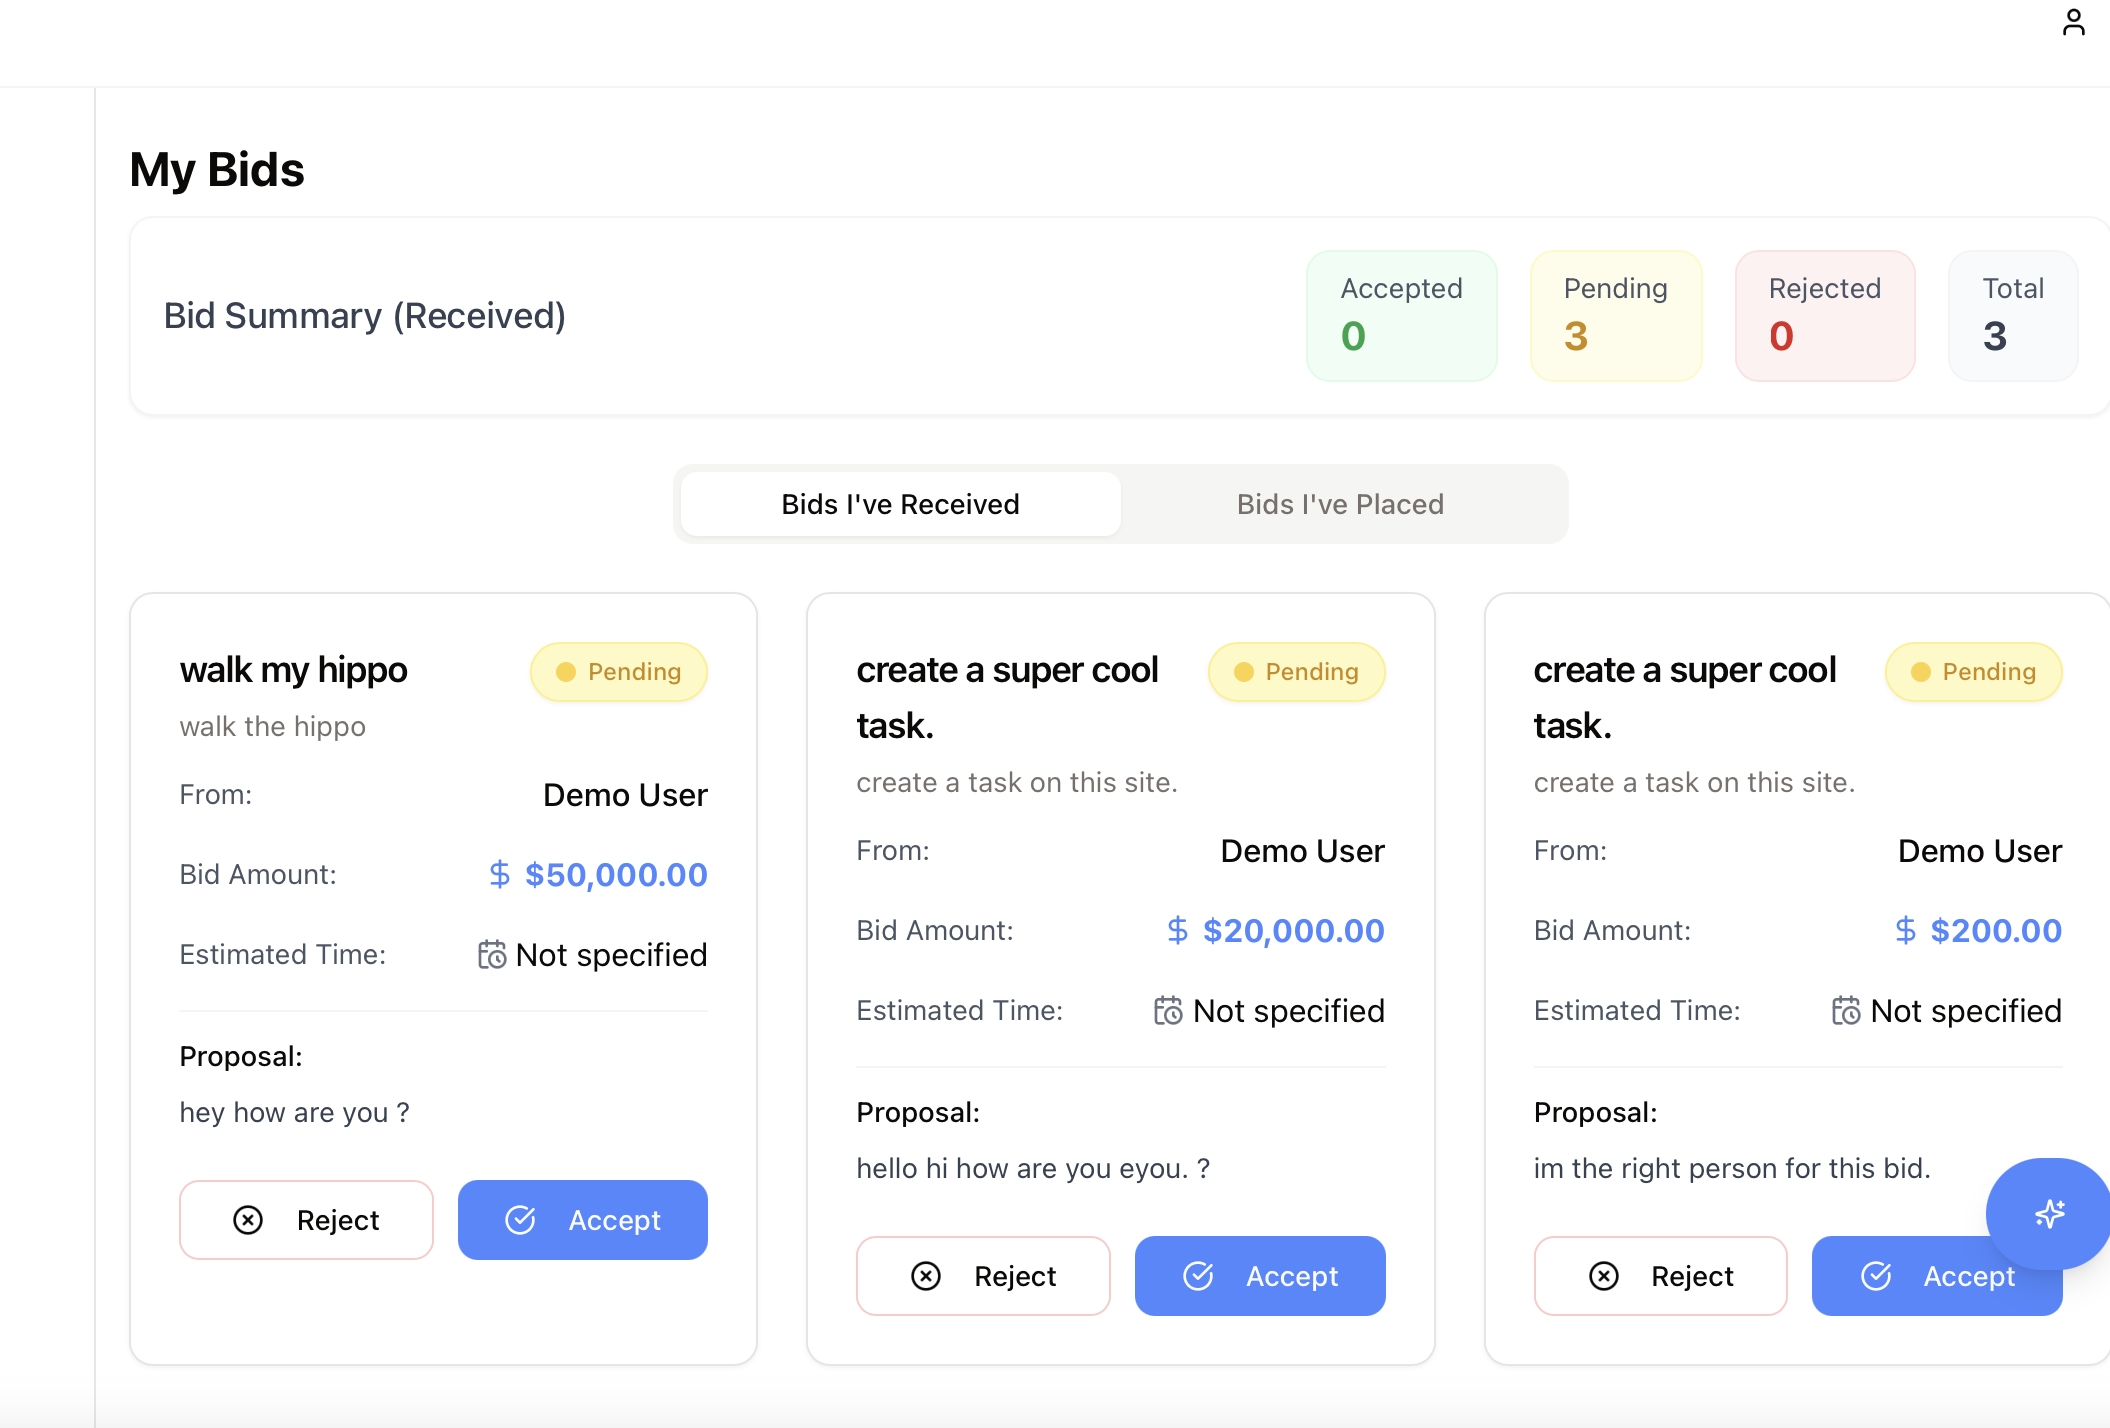 My Bids
Bid Summary (Received)
Accepted
0
Pending
3
Rejected
0
Total
3
Bids I've Received
Bids I've Placed
walk my hippo
Pending
walk the hippo
From:
Demo User
Bid Amount:
$ $50,000.00
Estimated Time:
Not specified
Proposal:
hey how are you ?
Reject
Accept
create a super cool
task.
Pending
create a task on this site.
From:
Demo User
Bid Amount:
$ $20,000.00
Estimated Time:
Not specified
Proposal:
hello hi how are you eyou. ?
Reject
Accept
create a super cool
task.
Pending
create a task on this site.
From:
Demo User
Bid Amount:
$ $200.00
Estimated Time:
Not specified
Proposal:
im the right person for this bid.
Reject
Accept